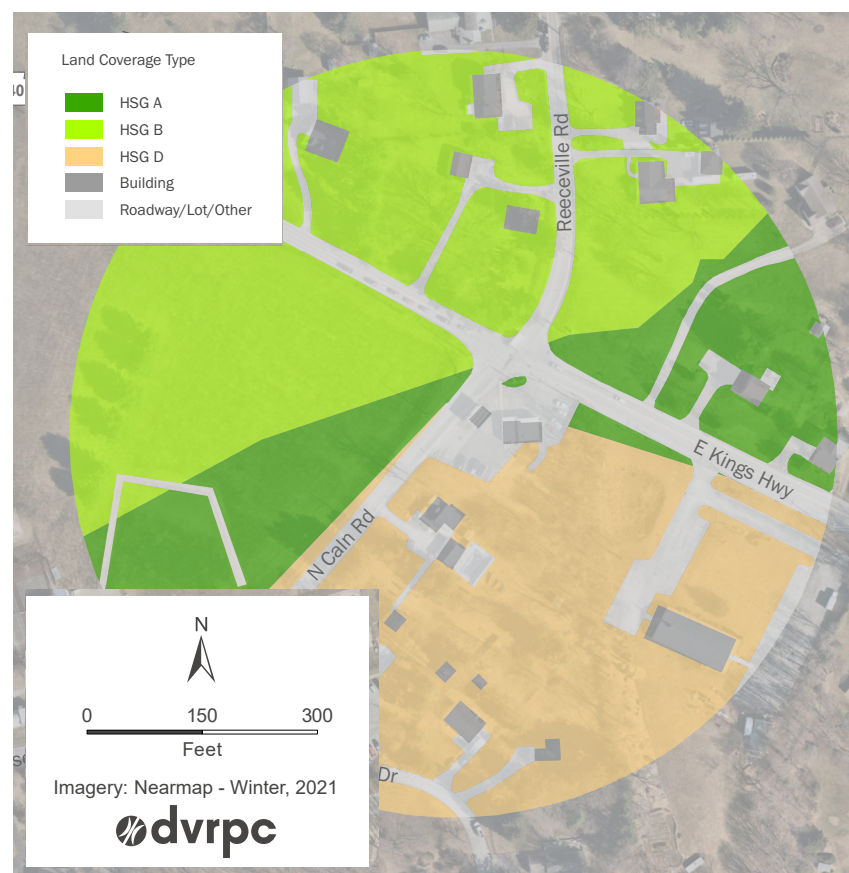 Land Coverage Type
HSG A
HSG B
HSG D
Building
Roadway/Lot/Other
Reeceville Rd
E Kings Hwy
N Caln Rd
Dr
N
0 150 300
Feet
Imagery: Nearmap - Winter, 2021
dvrpc